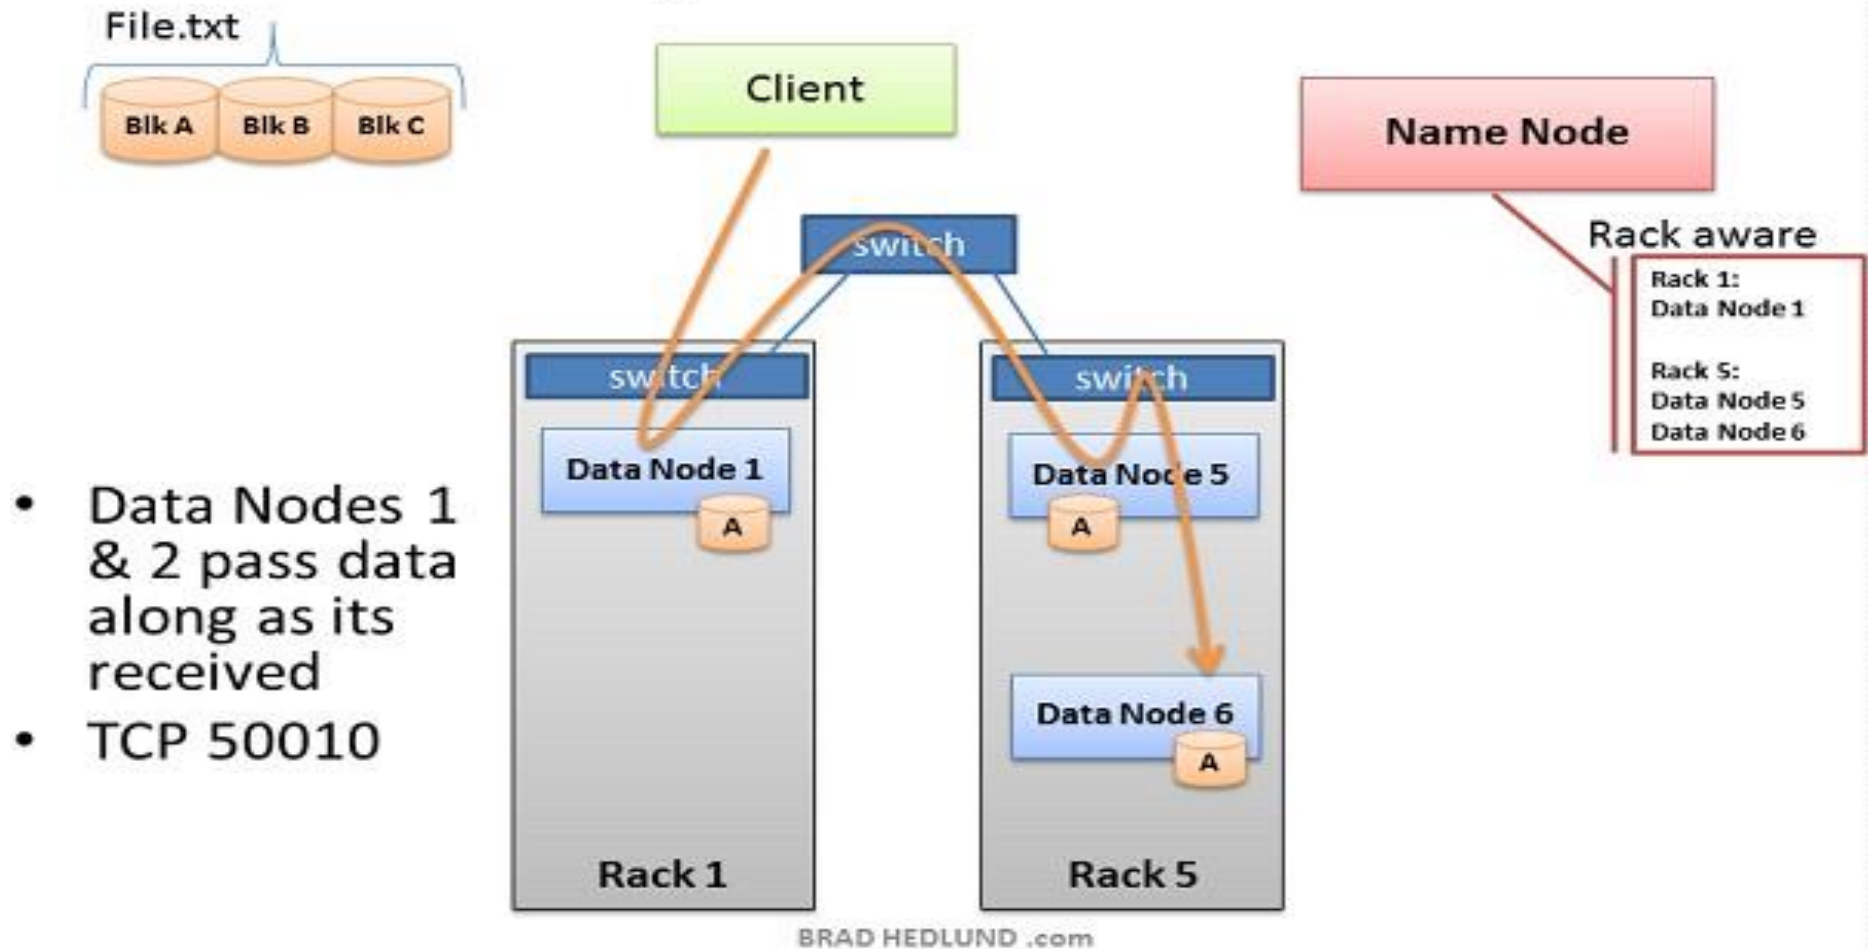 File.txt
Blk A
Blk B
Blk C
Client
Name Node
switch
Rack aware
Rack 1:
Data Node 1
Rack 5:
Data Node 5
Data Node 6
switch
Data Node 1
A
Rack 1
switch
Data Node 5
A
Data Node 6
A
Rack 5
• Data Nodes 1
& 2 pass data
along as its
received
• TCP 50010
BRAD HEDLUND .com